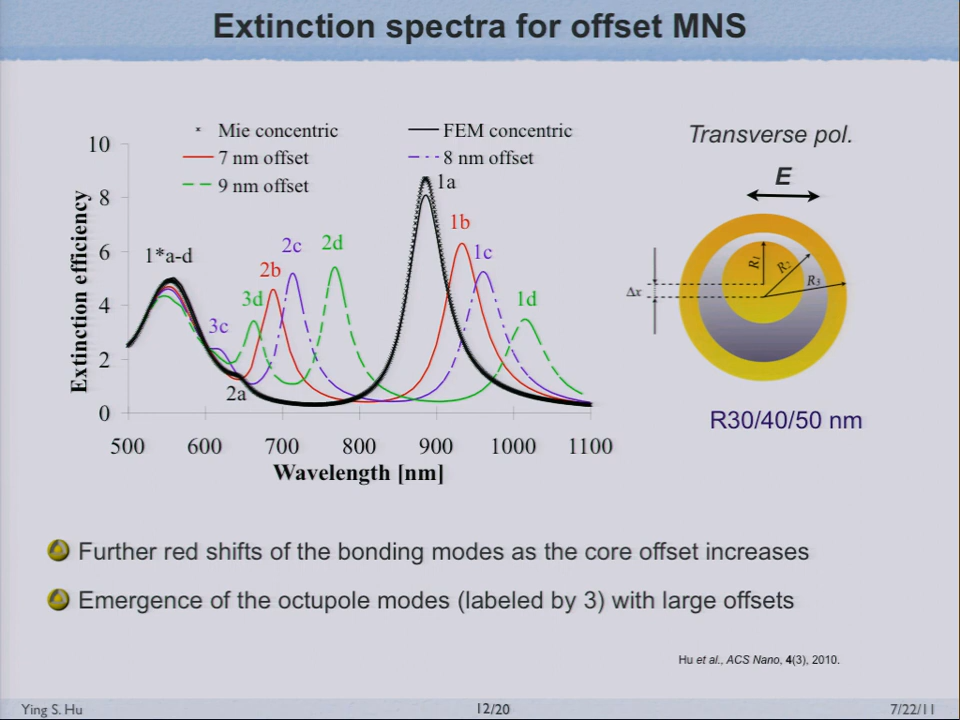 Extinction spectra for offset MNS
× Mie concentric
FEM concentric
7 nm offset
8 nm offset
9 nm offset
Transverse pol.
E
Extinction efficiency
10
8
6
4
2
0
1*a-d
3c
2a
3d
2b
2c
2d
1a
1b
1c
1d
500 600 700 800 900 1000 1100
Wavelength [nm]
R1
R2
R3
Δx
R30/40/50 nm
Further red shifts of the bonding modes as the core offset increases
Emergence of the octupole modes (labeled by 3) with large offsets
Hu et al., ACS Nano, 4(3), 2010.
Ying S. Hu
12/20
7/22/11